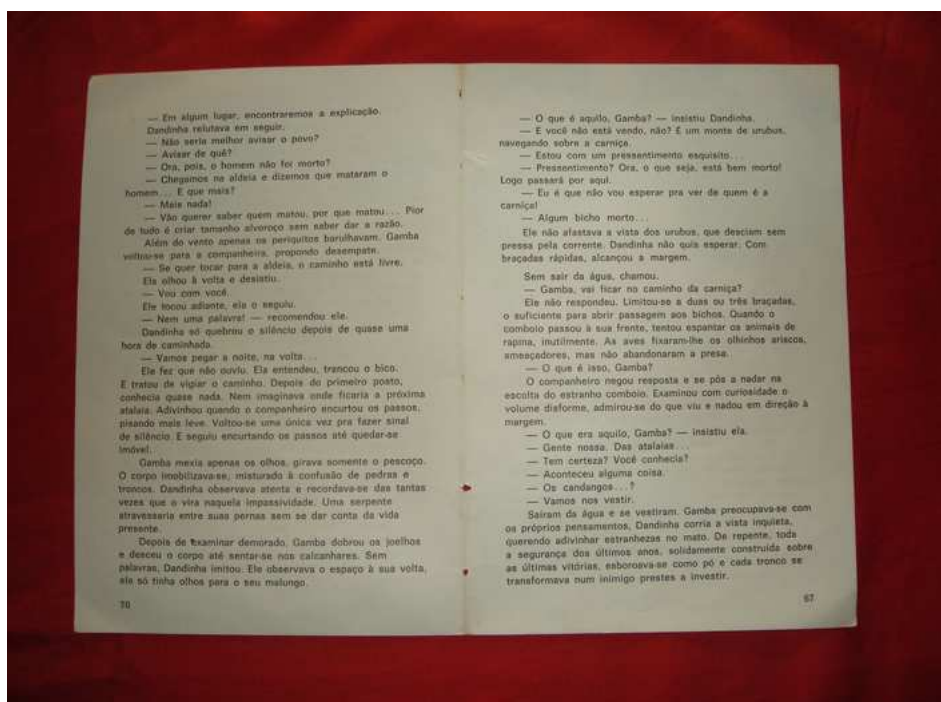 — Em algum lugar, encontraremos a explicação.
Dandinha relutava em seguir.
— Não seria melhor avisar o povo?
— Avisar de quê?
— Ora, pois, o homem não foi morto?
— Chegamos na aldeia e dizemos que mataram o
homem... E que mais?
— Mais nada!
— Vão querer saber quem matou, por que matou... Pior
de tudo é criar tamanho alvoroço sem saber dar a razão.
Além do vento apenas os periquitos barulhavam. Gamba
voltou-se para a companheira, propondo desempate.
— Se quer tocar para a aldeia, o caminho está livre.
Ela olhou à volta e desistiu.
— Vou com você.
Ele tocou adiante, ela o seguiu.
— Nem uma palavra! — recomendou ele.
Dandinha só quebrou o silêncio depois de quase uma
hora de caminhada.
— Vamos pegar a noite, na volta...
Ele fez que não ouviu. Ela entendeu, trancou o bico.
E tratou de vigiar o caminho. Depois do primeiro posto,
conhecia quase nada. Nem imaginava onde ficaria a próxima
atalaia. Adivinhou quando o companheiro encurtou os passos,
pisando mais leve. Voltou-se uma única vez pra fazer sinal
de silêncio. E seguiu encurtando os passos até quedar-se
imóvel.
Gamba mexia apenas os olhos, girava somente o pescoço.
O corpo imobilizava-se, misturado à confusão de pedras e
troncos. Dandinha observava atenta e recordava-se das tantas
vezes que o vira naquela impassividade. Uma serpente
atravessaria entre suas pernas sem se dar conta da vida
presente.
Depois de examinar demorado, Gamba dobrou os joelhos
e desceu o corpo até sentar-se nos calcanhares. Sem
palavras, Dandinha imitou. Ele observava o espaço à sua volta,
ela só tinha olhos para o seu malungo.
70
— O que é aquilo, Gamba? — insistiu Dandinha.
— E você não está vendo, não? É um monte de urubus,
navegando sobre a carniça.
— Estou com um pressentimento esquisito...
— Pressentimento? Ora, o que seja, está bem morto!
Logo passará por aqui.
— Eu é que não vou esperar pra ver de quem é a
carniça!
— Algum bicho morto...
Ele não afastava a vista dos urubus, que desciam sem
pressa pela corrente. Dandinha não quis esperar. Com
braçadas rápidas, alcançou a margem.
Sem sair da água, chamou.
— Gamba, vai ficar no caminho da carniça?
Ele não respondeu. Limitou-se a duas ou três braçadas,
o suficiente para abrir passagem aos bichos. Quando o
comboio passou à sua frente, tentou espantar os animais de
rapina, inutilmente. As aves fixaram-lhe os olhinhos ariscos,
ameaçadores, mas não abandonaram a presa.
— O que é isso, Gamba?
O companheiro negou resposta e se pôs a nadar na
escolta do estranho comboio. Examinou com curiosidade o
volume disforme, admirou-se do que viu e nadou em direção à
margem.
— O que era aquilo, Gamba? — insistiu ela.
— Gente nossa. Das atalaias...
— Tem certeza? Você conhecia?
— Aconteceu alguma coisa.
— Os candangos...?
— Vamos nos vestir.
Saíram da água e se vestiram. Gamba preocupava-se com
os próprios pensamentos, Dandinha corria a vista inquieta,
querendo adivinhar estranhezas no mato. De repente, toda
a segurança dos últimos anos, solidamente construída sobre
as últimas vitórias, esboroava-se como pó e cada tronco se
transformava num inimigo prestes a investir.
67